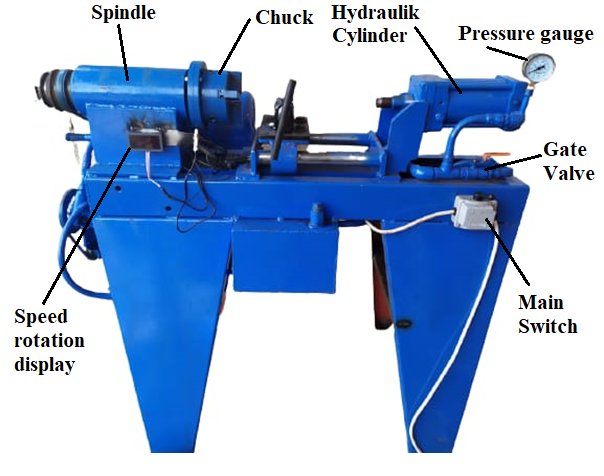 Spindle
Chuck
Hydraulik
Cylinder
Pressure gauge
Gate
Valve
Main
Switch
Speed
rotation
display